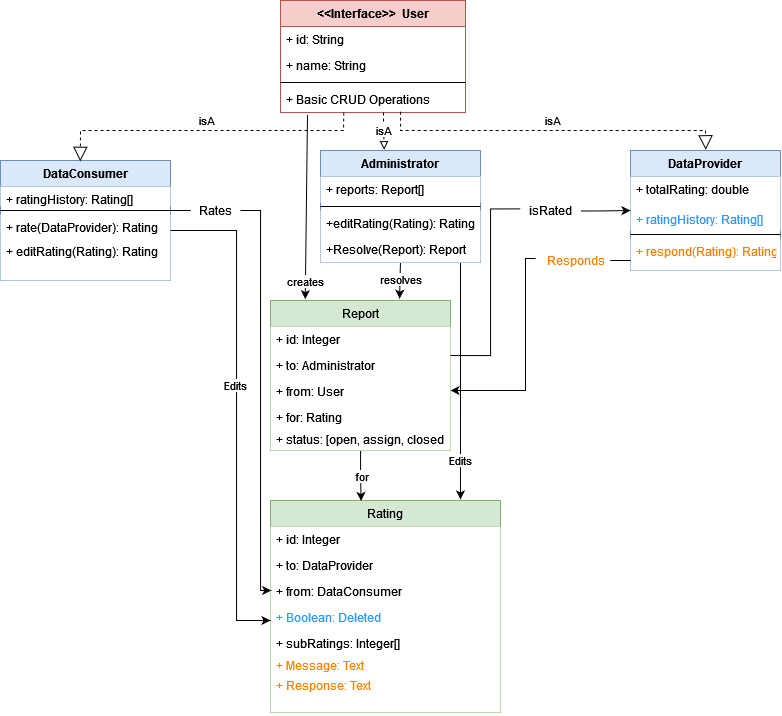 <<Interface>> User
+ id: String
+ name: String
+ Basic CRUD Operations
isA
isA
isA
DataConsumer
+ ratingHistory: Rating[]
+ rate(DataProvider): Rating
+ editRating(Rating): Rating
Administrator
+ reports: Report[]
+editRating(Rating): Rating
+Resolve(Report): Report
DataProvider
+ totalRating: double
+ ratingHistory: Rating[]
+ respond(Rating): Rating
Rates
isRated
Responds
creates
resolves
Report
+ id: Integer
+ to: Administrator
+ from: User
+ for: Rating
+ status: [open, assign, closed
Edits
Edits
for
Rating
+ id: Integer
+ to: DataProvider
+ from: DataConsumer
+ Boolean: Deleted
+ subRatings: Integer[]
+ Message: Text
+ Response: Text